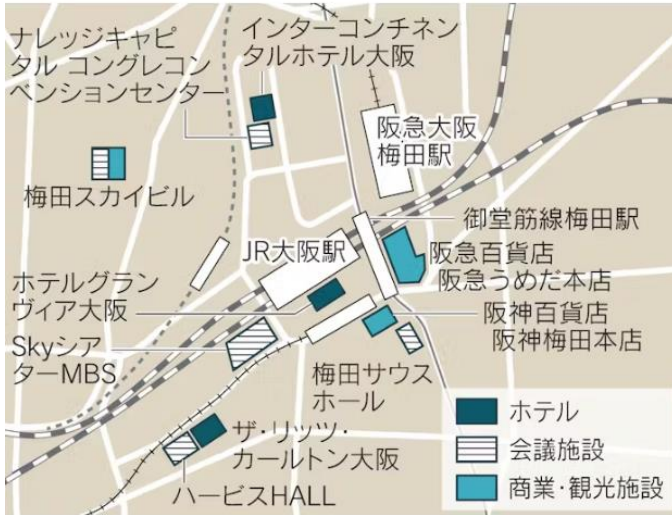 ナレッジキャピ
タル コングレコン
ベンションセンター
インターコンチネン
タルホテル大阪
阪急大阪
梅田駅
梅田スカイビル
御堂筋線梅田駅
JR大阪駅
阪急百貨店
阪急うめだ本店
ホテルグラン
ヴィア大阪
阪神百貨店
阪神梅田本店
Skyシア
ターMBS
梅田サウス
ホール
ザ・リッツ・
カールトン大阪
ハービスHALL
ホテル
会議施設
商業・観光施設